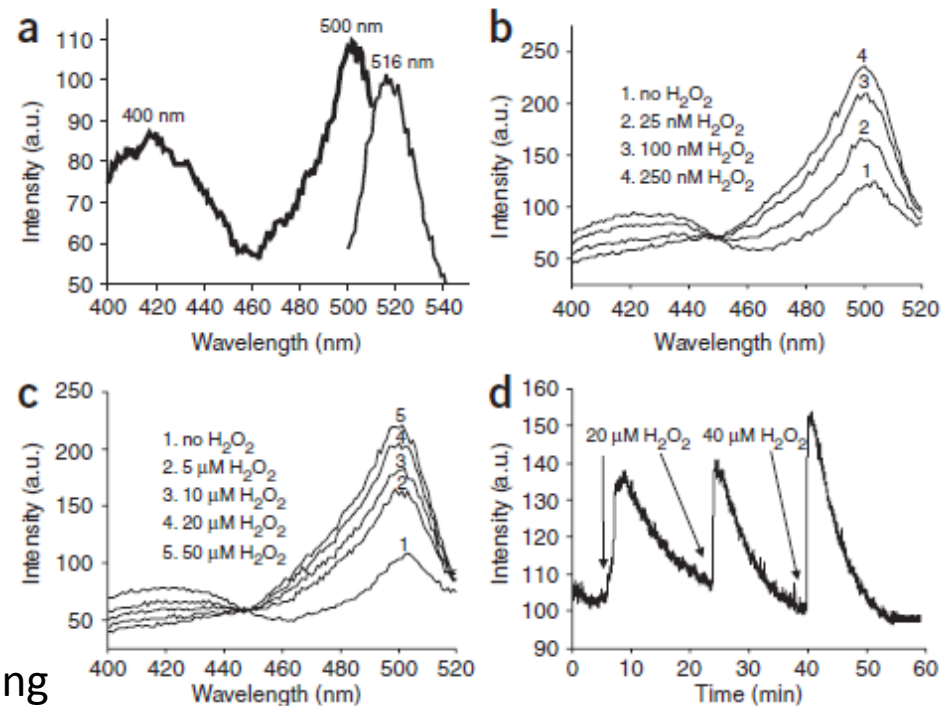 a
500 nm
516 nm
400 nm
Intensity (a.u.)
110
100
90
80
70
60
50
400 420 440 460 480 500 520 540
Wavelength (nm)
b
Intensity (a.u.)
250
200
150
100
50
1. no H₂O₂
2. 25 nM H₂O₂
3. 100 nM H₂O₂
4. 250 nM H₂O₂
4
3
2
1
400 420 440 460 480 500 520
Wavelength (nm)
c
Intensity (a.u.)
250
200
150
100
50
1. no H₂O₂
2. 5 µM H₂O₂
3. 10 µM H₂O₂
4. 20 µM H₂O₂
5. 50 µM H₂O₂
5
4
3
2
1
400 420 440 460 480 500 520
Wavelength (nm)
d
Intensity (a.u.)
160
150
140
130
120
110
100
90
20 µM H₂O₂ 40 µM H₂O₂
0 10 20 30 40 50 60
Time (min)
ng